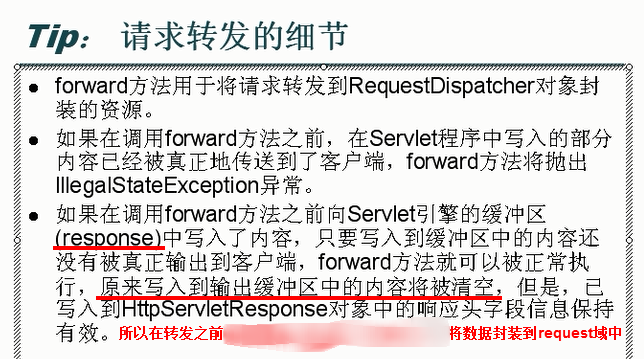 Tip： 请求转发的细节
forward方法用于将请求转发到RequestDispatcher对象封
装的资源。
如果在调用forward方法之前，在Servlet程序中写入的部分
内容已经被真正地传送到了客户端，forward方法将抛出
IllegalStateException异常。
如果在调用forward方法之前向Servlet引擎的缓冲区
(response)中写入了内容，只要写入到缓冲区中的内容还
没有被真正输出到客户端，forward方法就可以被正常执
行，原来写入到输出缓冲区中的内容将被清空，但是，已
写入到HttpServletResponse对象中的响应头字段信息保持
有效。 所以在转发之前 将数据封装到request域中